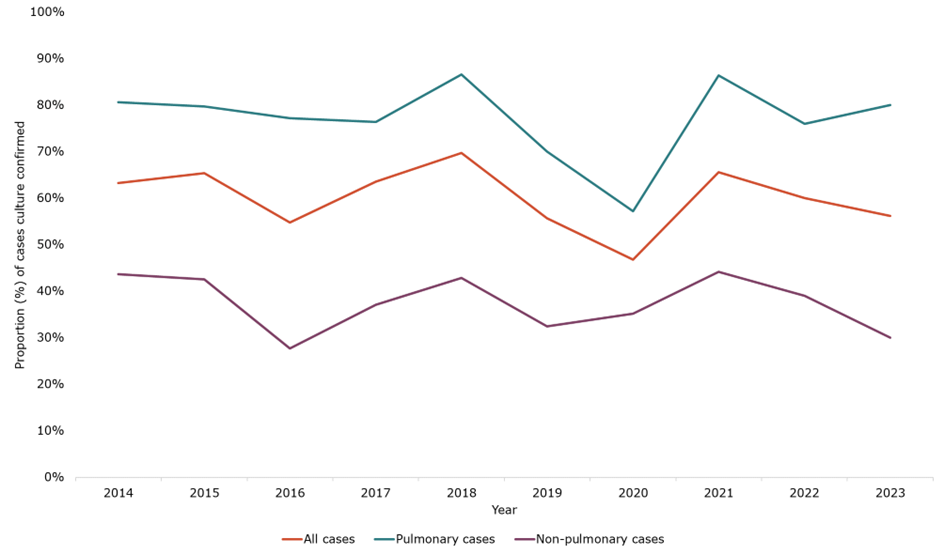 100%
90%
80%
70%
60%
50%
40%
30%
20%
10%
0%
Proportion (%) of cases culture confirmed
2014 2015 2016 2017 2018 2019 2020 2021 2022 2023
Year
All cases Pulmonary cases Non-pulmonary cases